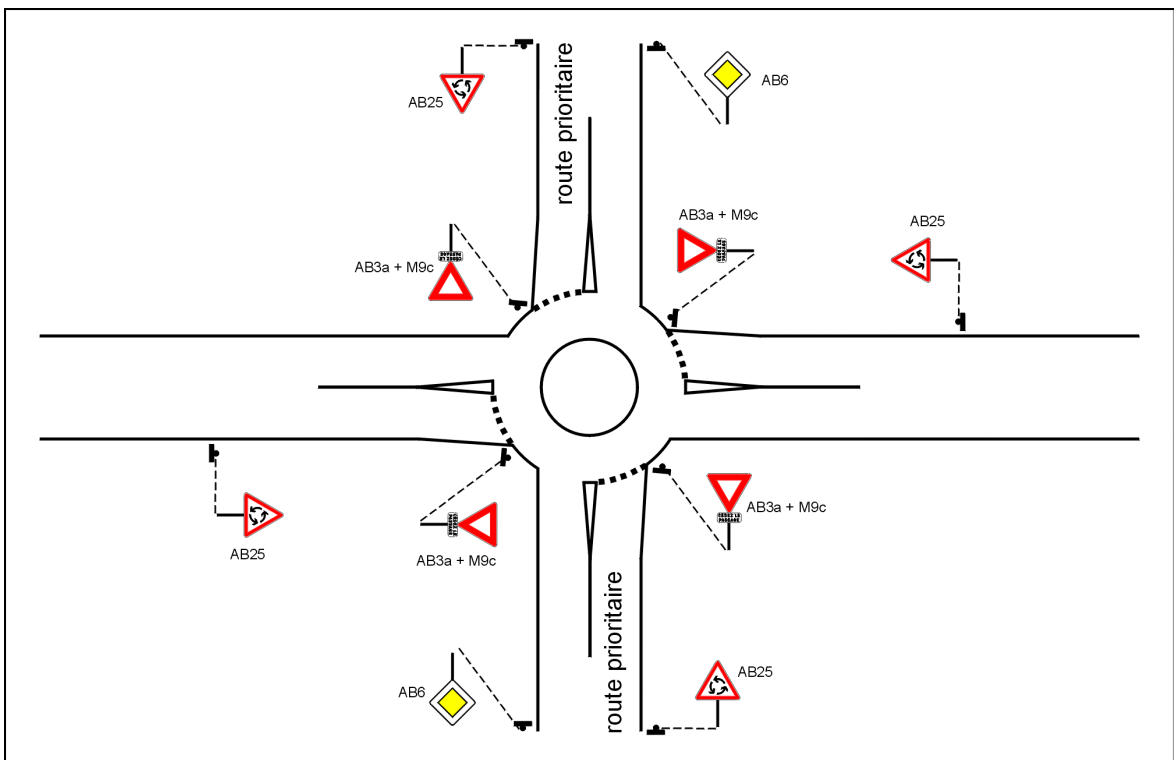 route prioritaire
AB25
AB6
AB3a + M9c
AB25
AB3a + M9c
AB25
AB3a + M9c
AB3a + M9c
route prioritaire
AB25
AB6